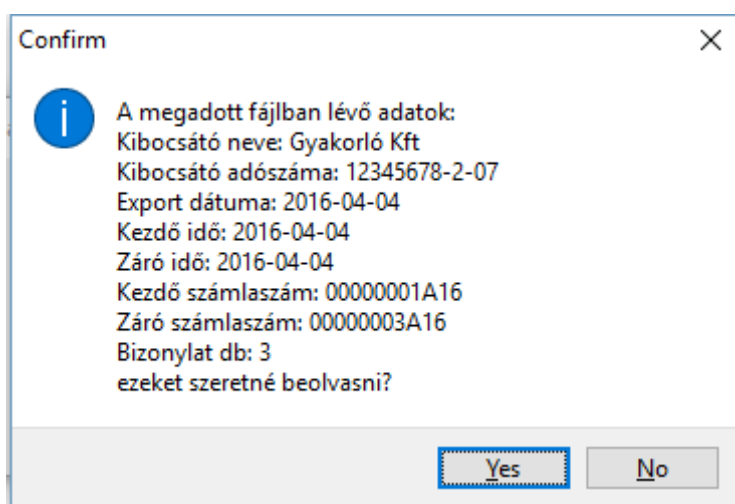 Confirm
A megadott fájlban lévő adatok:
Kibocsátó neve: Gyakorló Kft
Kibocsátó adószáma: 12345678-2-07
Export dátuma: 2016-04-04
Kezdő idő: 2016-04-04
Záró idő: 2016-04-04
Kezdő számlaszám: 00000001A16
Záró számlaszám: 00000003A16
Bizonylat db: 3
ezeket szeretné beolvasni?
Yes No